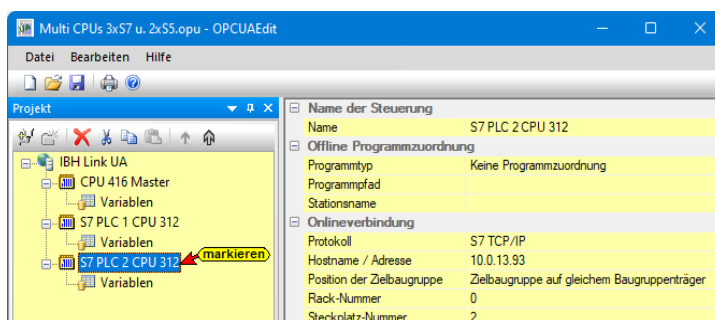 Multi CPUs 3xS7 u. 2xS5.opu - OPCUAEdit
Datei Bearbeiten Hilfe
Projekt
IBH Link UA
CPU 416 Master
Variablen
S7 PLC 1 CPU 312
Variablen
S7 PLC 2 CPU 312
markieren
Variablen
Name der Steuerung
Name S7 PLC 2 CPU 312
Offline Programmzuordnung
Programmtyp Keine Programmzuordnung
Programmpfad
Stationsname
Onlineverbindung
Protokoll S7 TCP/IP
Hostname / Adresse 10.0.13.93
Position der Zielbaugruppe Zielbaugruppe auf gleichem Baugruppenträger
Rack-Nummer 0
Steckplatz-Nummer 2